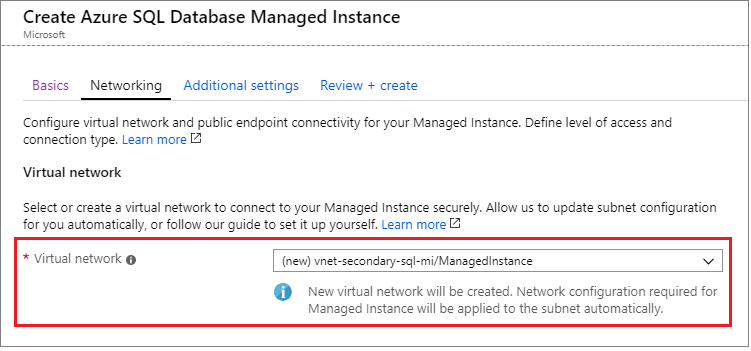 Create Azure SQL Database Managed Instance
Microsoft
Basics Networking Additional settings Review + create
Configure virtual network and public endpoint connectivity for your Managed Instance. Define level of access and
connection type. Learn more
Virtual network
Select or create a virtual network to connect to your Managed Instance securely. Allow us to update subnet configuration
for you automatically, or follow our guide to set it up yourself. Learn more
* Virtual network (new) vnet-secondary-sql-mi/ManagedInstance
New virtual network will be created. Network configuration required for
Managed Instance will be applied to the subnet automatically.